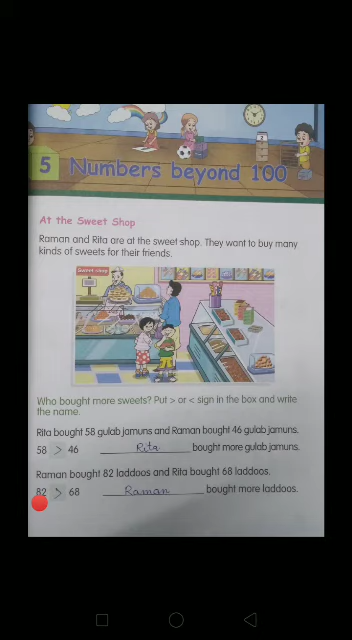 5 Numbers beyond 100
At the Sweet Shop
Raman and Rita are at the sweet shop. They want to buy many
kinds of sweets for their friends.
Sweet shop
Who bought more sweets? Put > or < sign in the box and write
the name.
Rita bought 58 gulab jamuns and Raman bought 46 gulab jamuns.
58 > 46 Rita bought more gulab jamuns.
Raman bought 82 laddoos and Rita bought 68 laddoos.
82 > 68 Raman bought more laddoos.